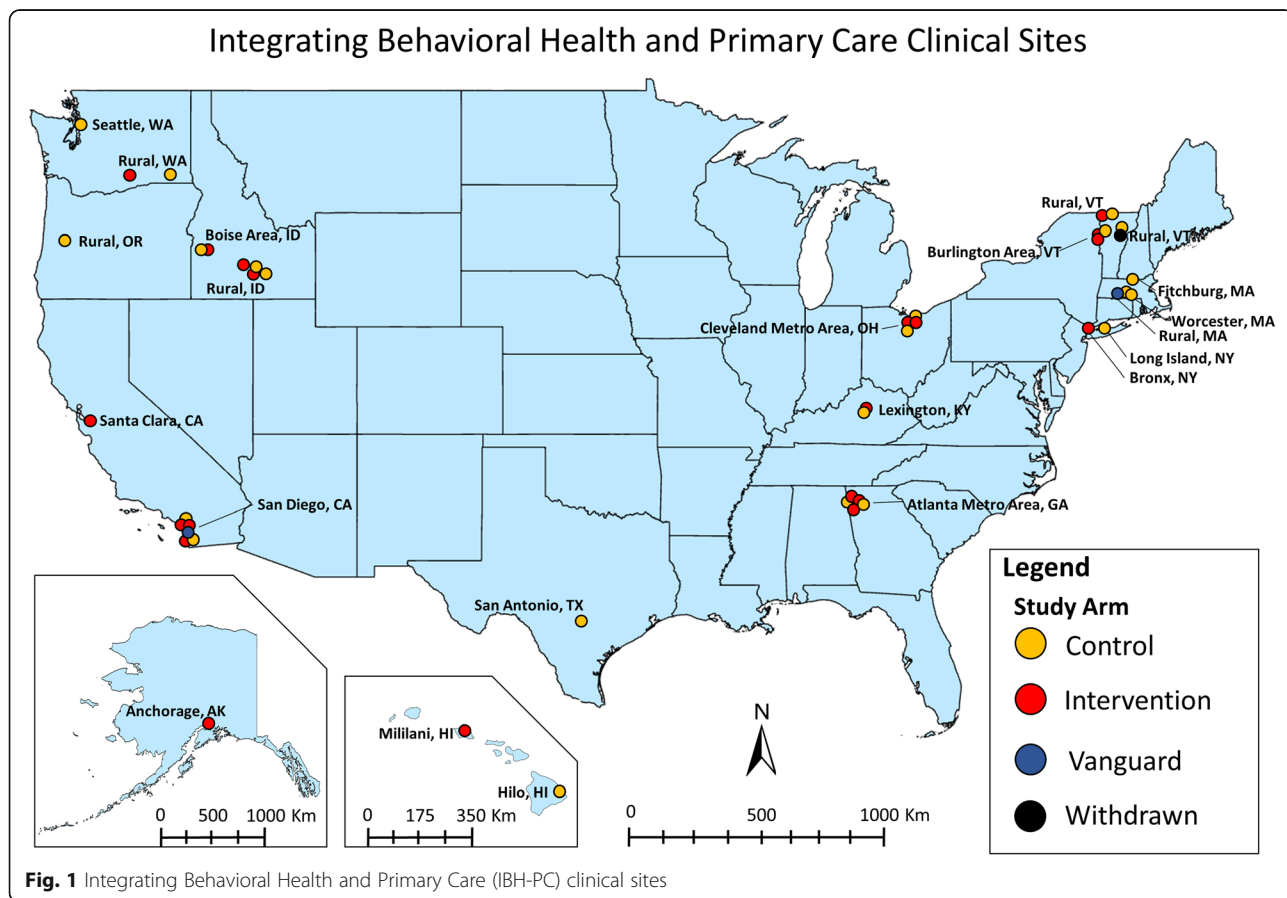 Integrating Behavioral Health and Primary Care Clinical Sites
Seattle, WA
Rural, WA
Rural, OR
Boise Area, ID
Rural, ID
Rural, VT
Burlington Area, VT
Rural, VT
Fitchburg, MA
Worcester, MA
Rural, MA
Long Island, NY
Bronx, NY
Cleveland Metro Area, OH
Lexington, KY
Santa Clara, CA
San Diego, CA
Atlanta Metro Area, GA
San Antonio, TX
Anchorage, AK
0 500 1000 Km
Mililani, HI
Hilo, HI
0 175 350 Km
N
0 500 1000 Km
Legend
Study Arm
Control
Intervention
Vanguard
Withdrawn
Fig. 1 Integrating Behavioral Health and Primary Care (IBH-PC) clinical sites